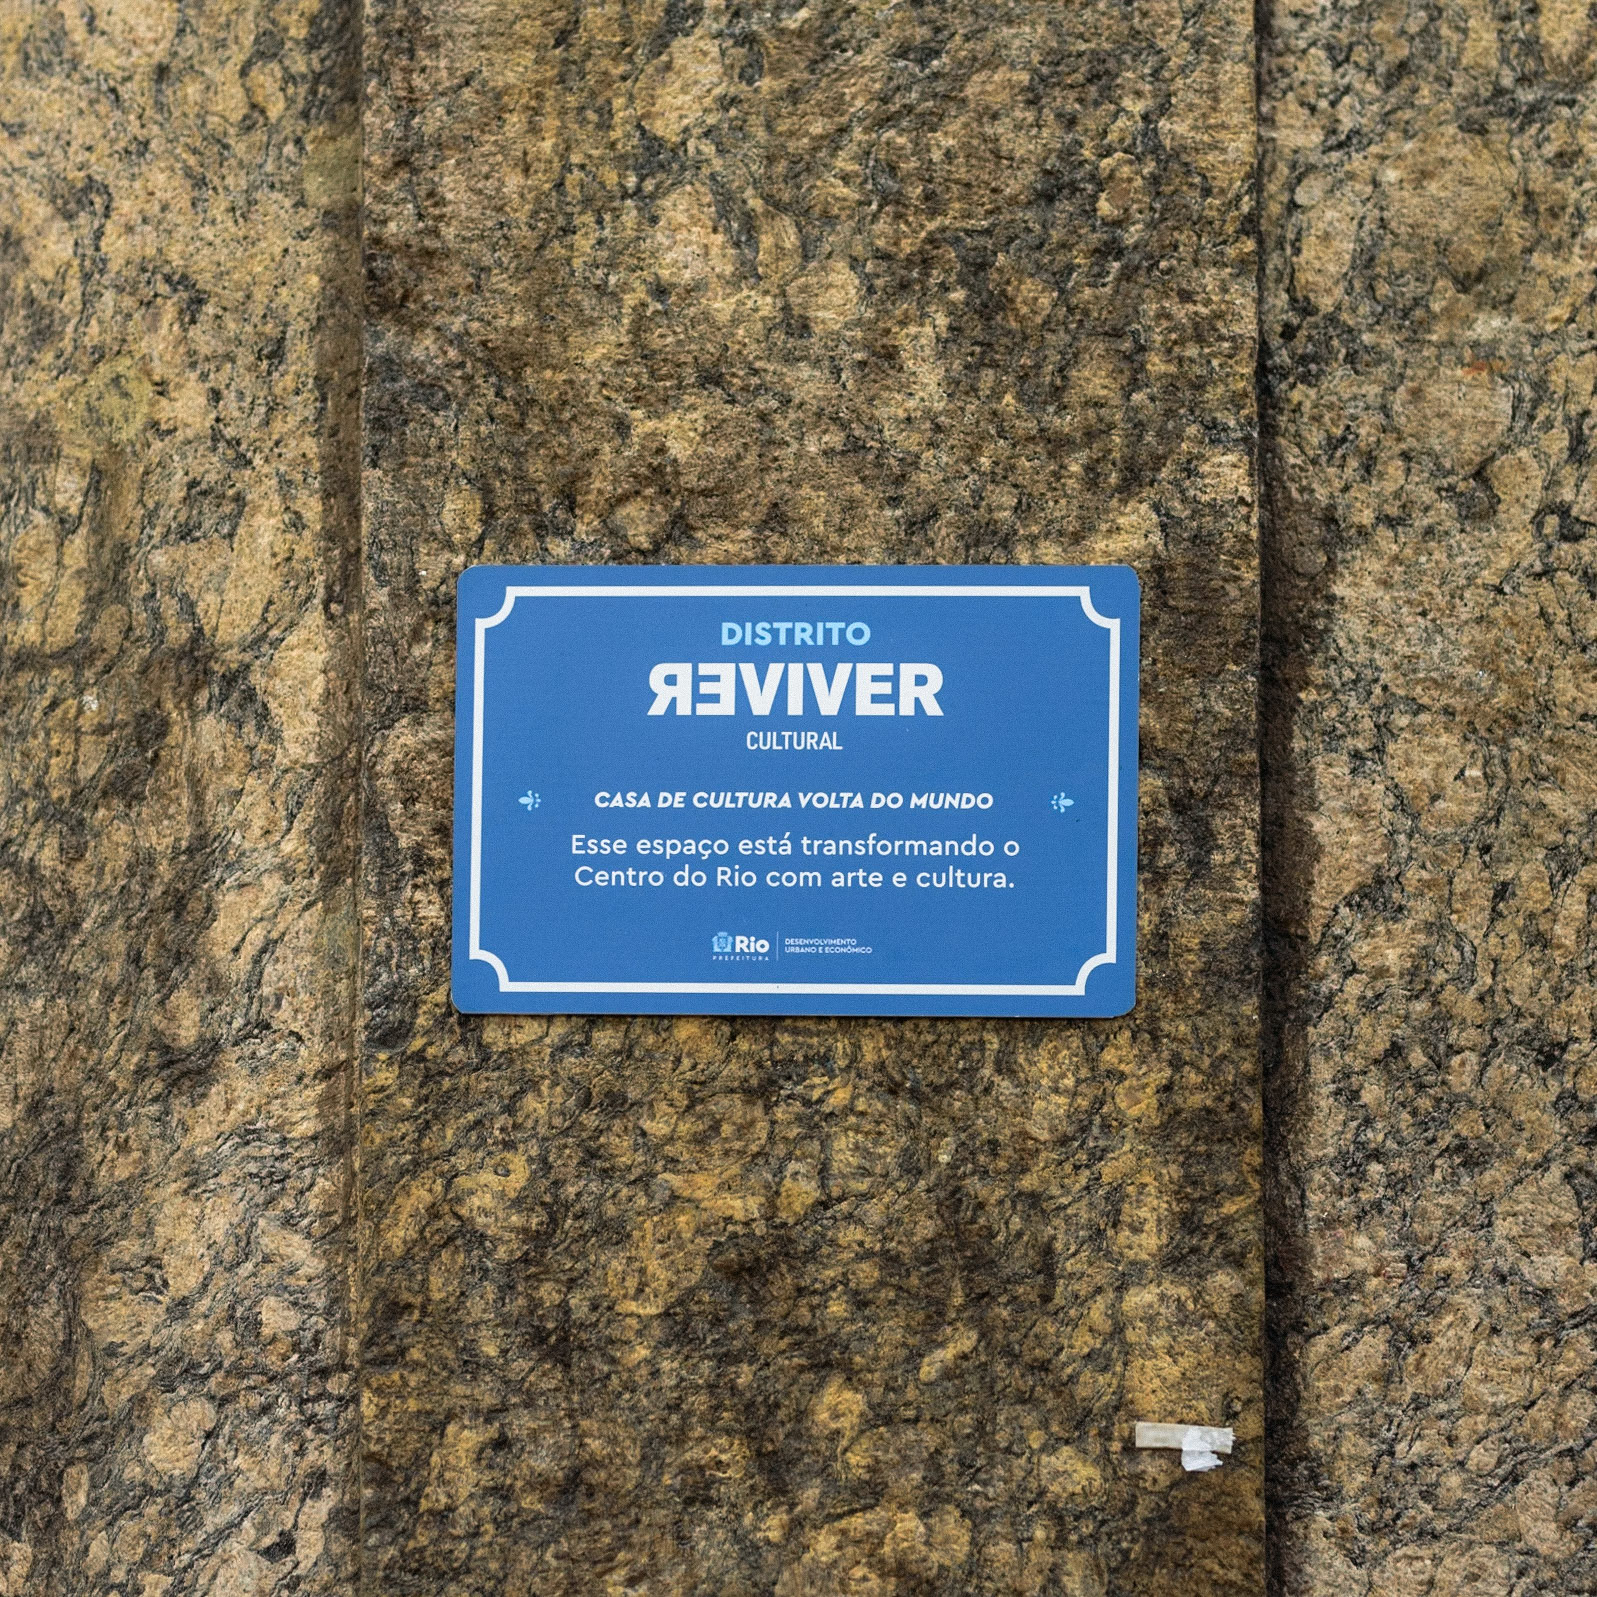 DISTRITO
REVIVER
CULTURAL
CASA DE CULTURA VOLTA DO MUNDO
Esse espaço está transformando o
Centro do Rio com arte e cultura.
Rio
PREFEITURA
DESENVOLVIMENTO
URBANO E ECONÔMICO